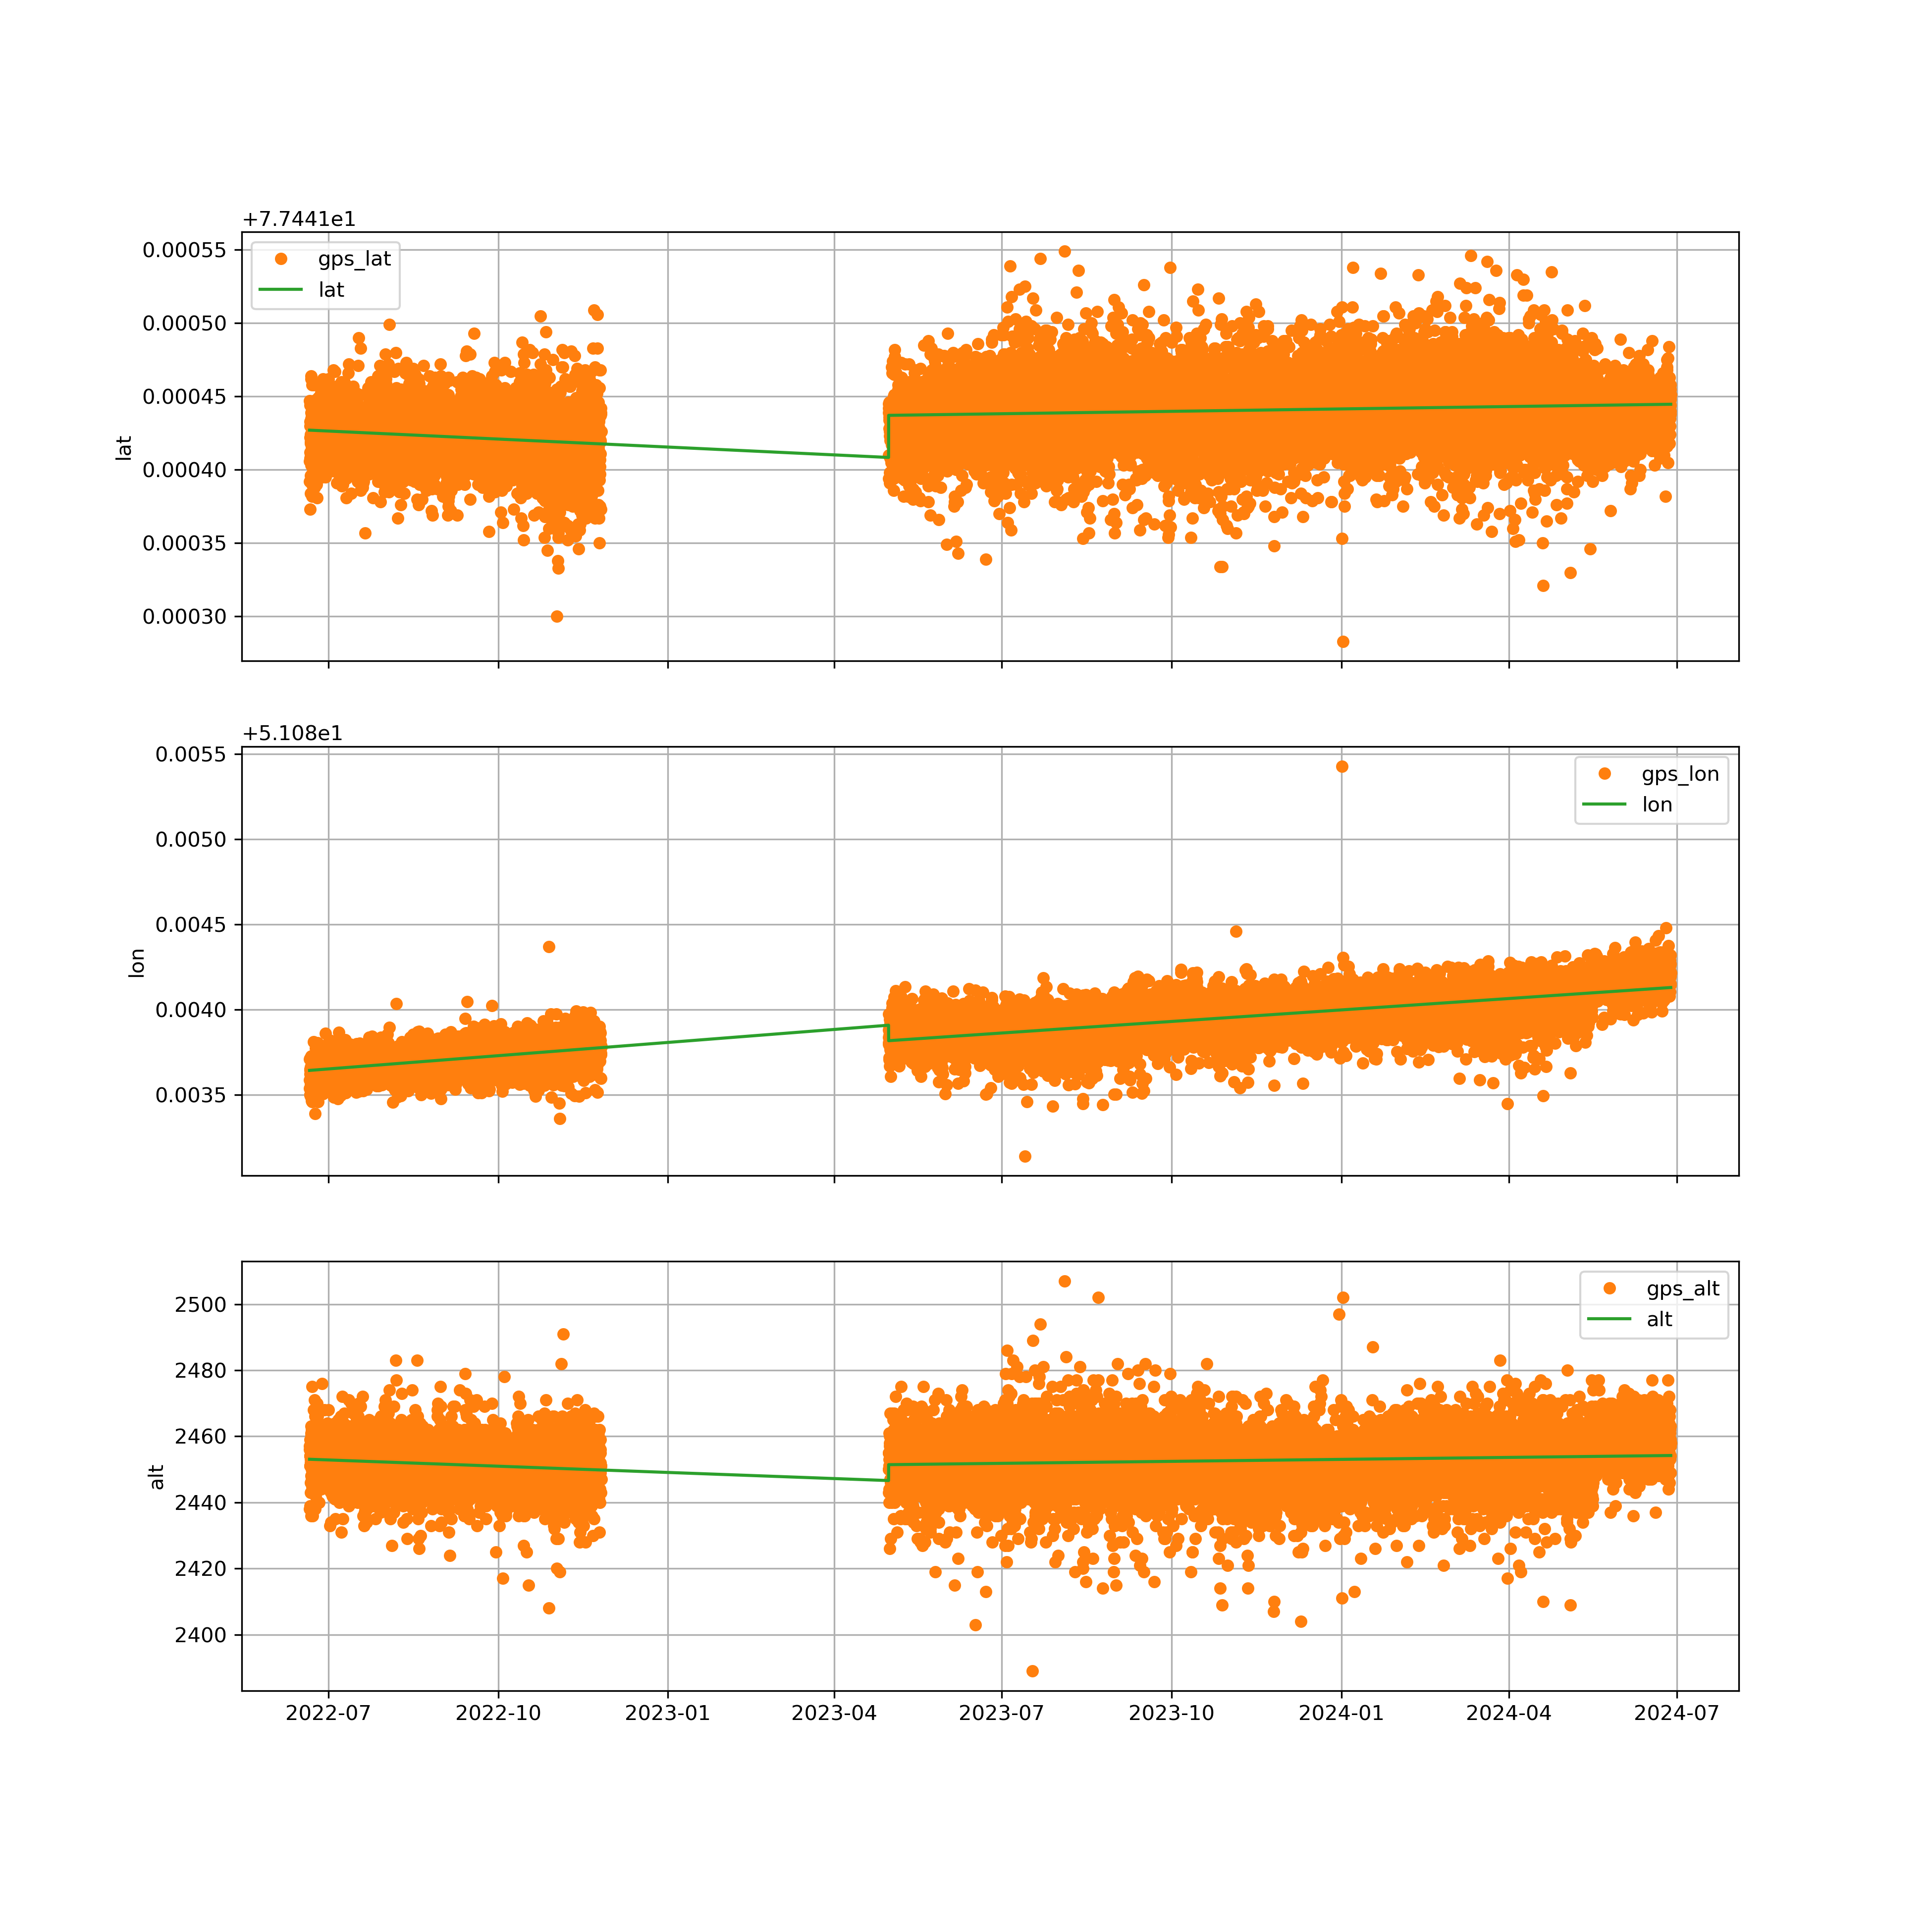 +7.7441e1
0.00055
0.00050
0.00045
0.00040
0.00035
0.00030
lat
gps_lat
lat
+5.108e1
0.0055
0.0050
0.0045
0.0040
0.0035
lon
gps_lon
lon
2500
2480
2460
2440
2420
2400
alt
gps_alt
alt
2022-07 2022-10 2023-01 2023-04 2023-07 2023-10 2024-01 2024-04 2024-07